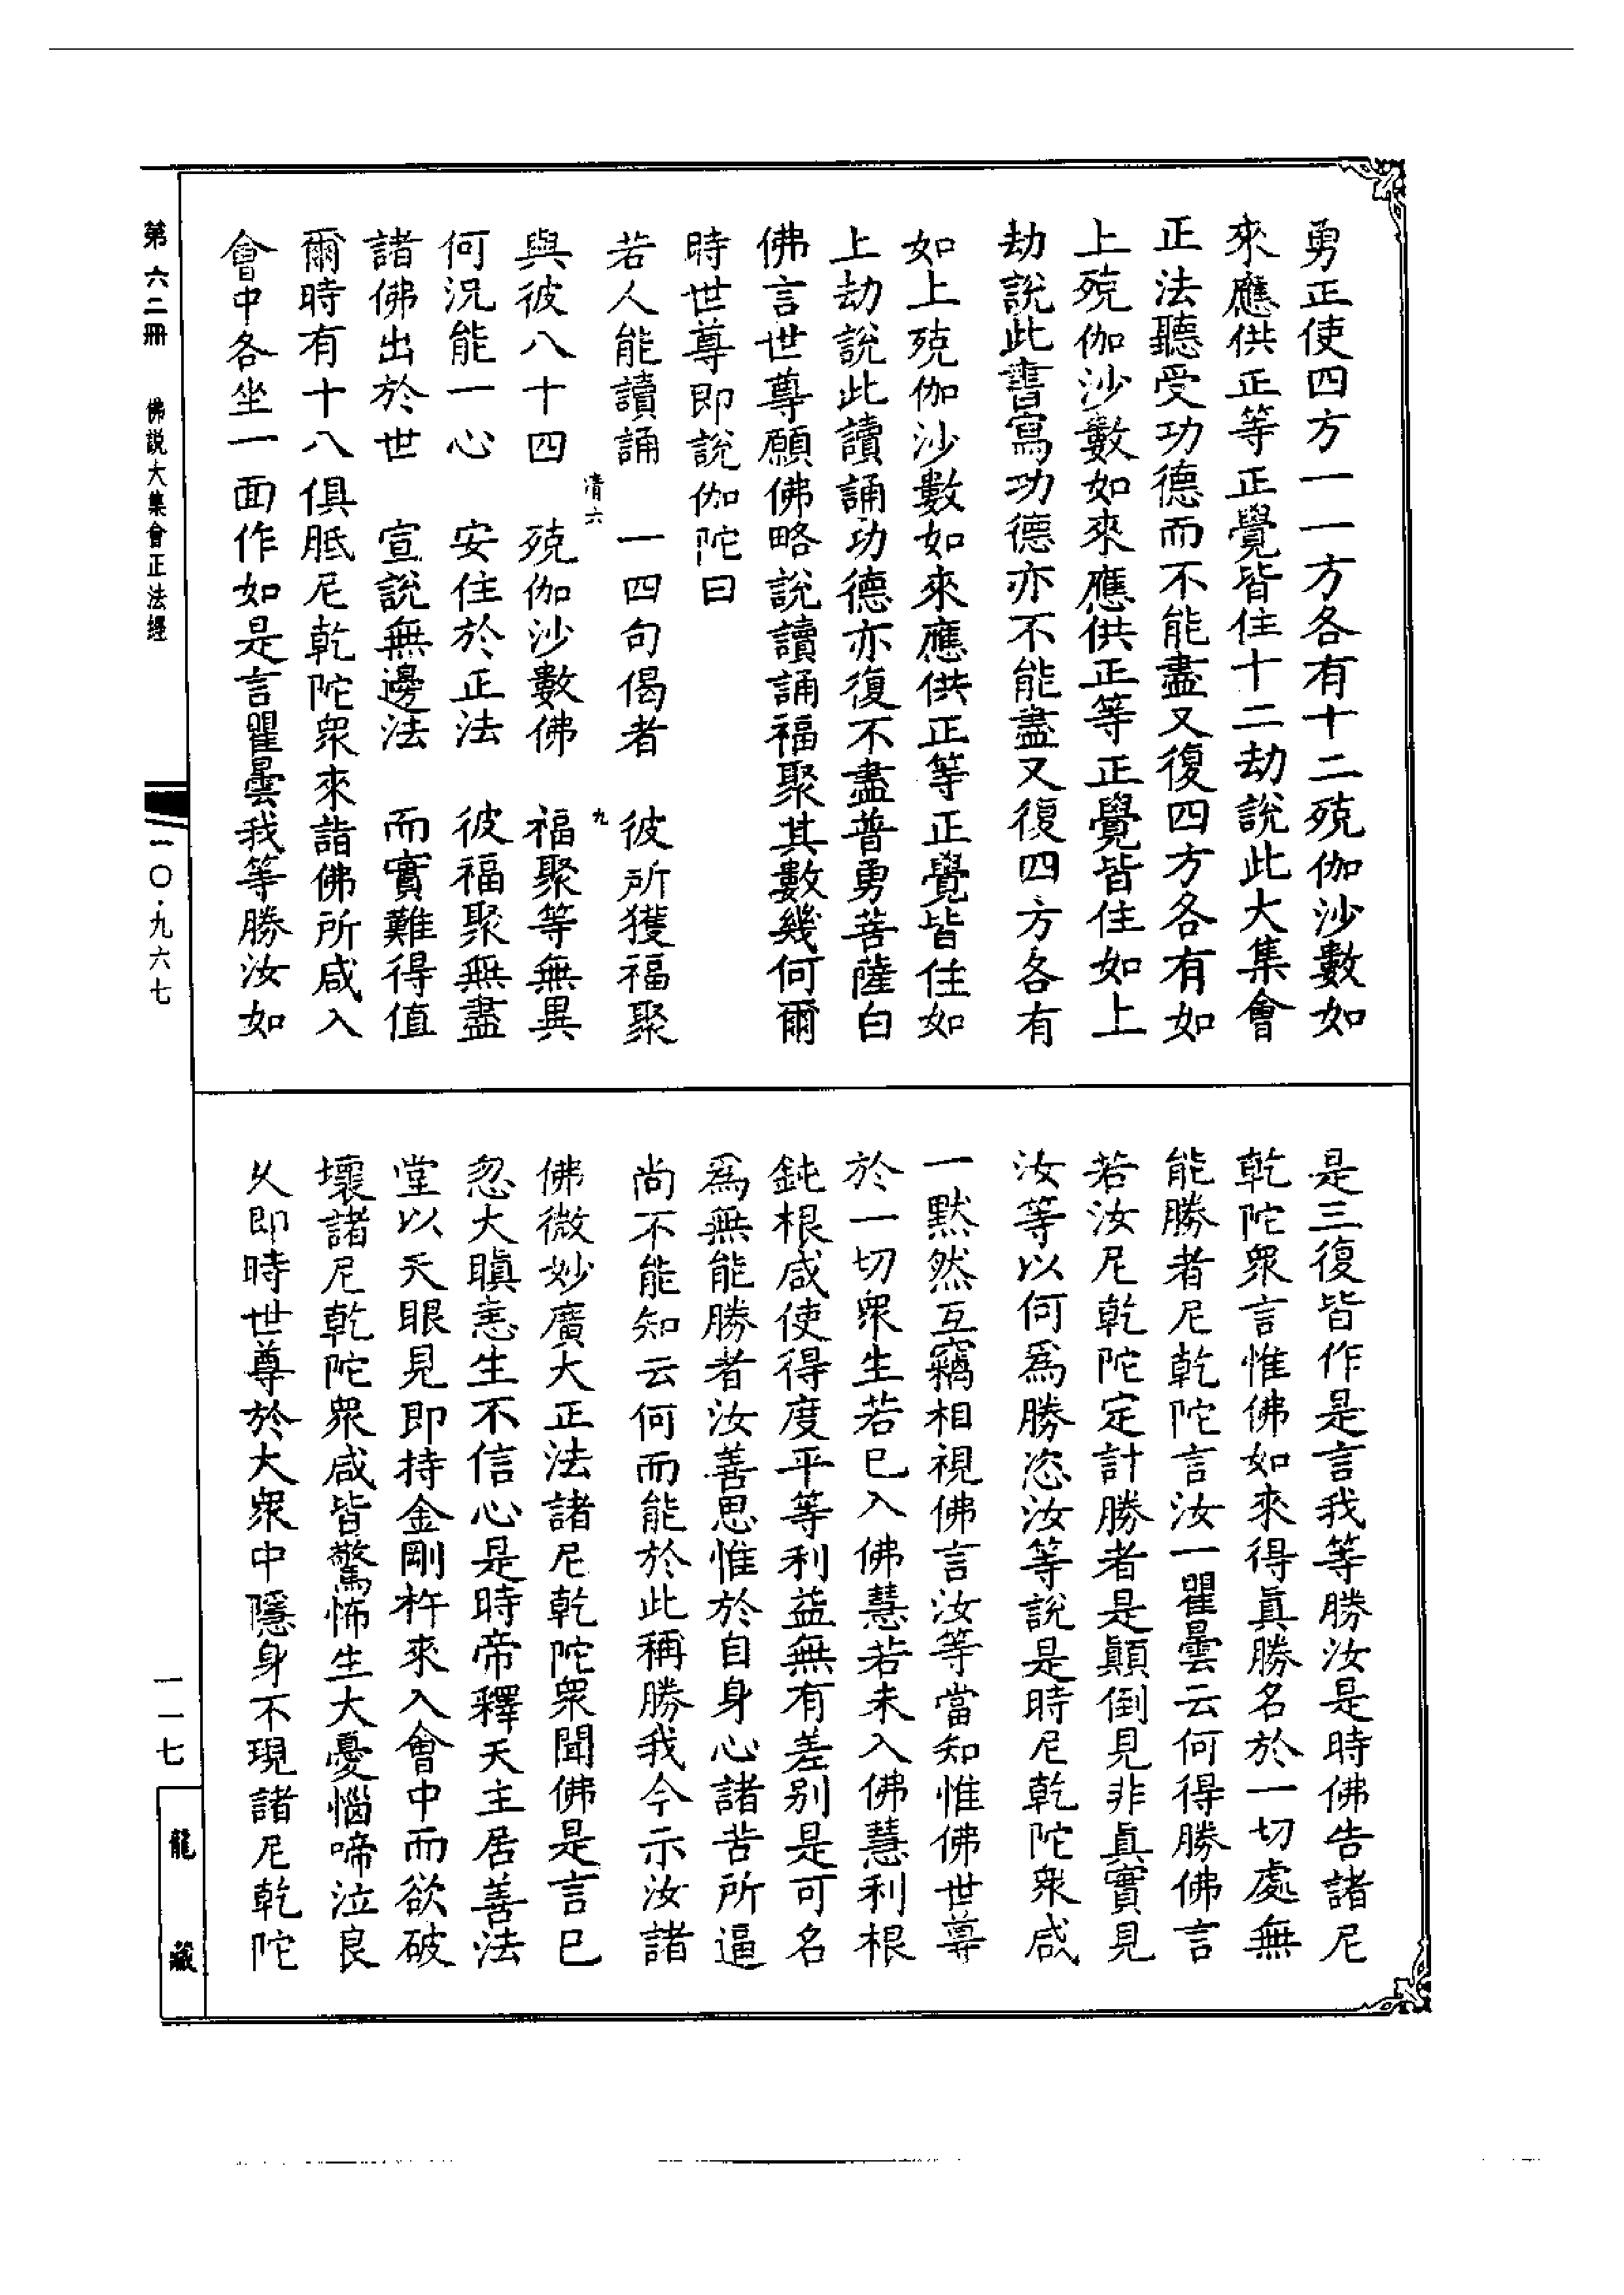 勇正使四方一一方各有十二殑伽沙數如
來應供正等正覺皆住十二劫說此大集會
正法聽受功德而不能盡又復四方各有如
上殑伽沙數如來應供正等正覺皆住如上
劫說此書寫功德亦不能盡又復四方各有
如上殑伽沙數如來應供正等正覺皆住如
上劫說此讀誦功德亦復不盡普勇菩薩白
佛言世尊願佛略說讀誦福聚其數幾何爾
時世尊即說伽陀曰
若人能讀誦　一四句偈者　彼所獲福聚
清六　九
與彼八十四　殑伽沙數佛　福聚等無異
何況能一心　安住於正法　彼福聚無盡
諸佛出於世　宣說無邊法　而實難得值
爾時有十八俱胝尼乾陀眾來詣佛所咸入
會中各坐一面作如是言瞿曇我等勝汝如
是三復皆作是言我等勝汝是時佛告諸尼
乾陀眾言惟佛如來得眞勝名於一切處無
能勝者尼乾陀言汝一瞿曇云何得勝佛言
若汝尼乾陀定計勝者是顚倒見非眞實見
汝等以何爲勝恣汝等說是時尼乾陀眾咸
一默然互竊相視佛言汝等當知惟佛世尊
於一切眾生若已入佛慧若未入佛慧利根
鈍根咸使得度平等利益無有差别是可名
爲無能勝者汝善思惟於自身心諸苦所逼
尚不能知云何而能於此稱勝我今示汝諸
佛微妙廣大正法諸尼乾陀眾聞佛是言已
忽大瞋恚生不信心是時帝釋天主居善法
堂以天眼見即持金剛杵來入會中而欲破
壞諸尼乾陀眾咸皆驚怖生大憂惱啼泣良
久即時世尊於大眾中隱身不現諸尼乾陀
第六二冊　佛說大集會正法經
一〇·九六七
一一七
龍藏